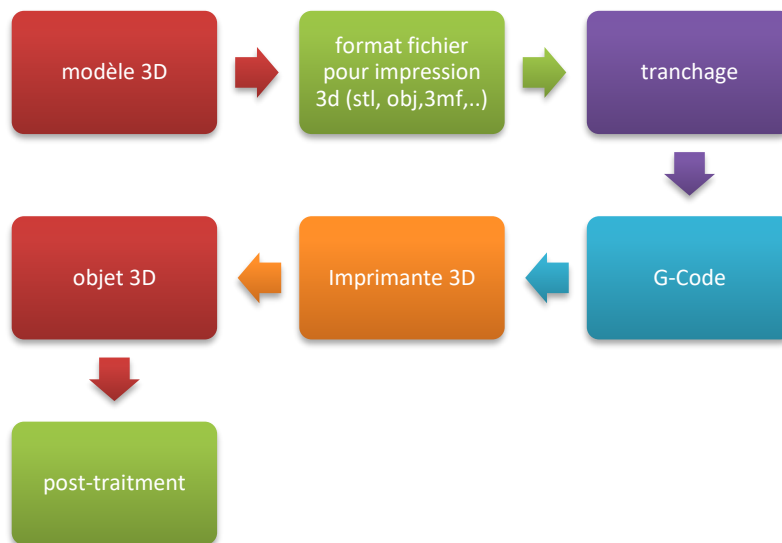 modèle 3D
format fichier
pour impression
3d (stl, obj,3mf,..)
tranchage
G-Code
Imprimante 3D
objet 3D
post-traitment